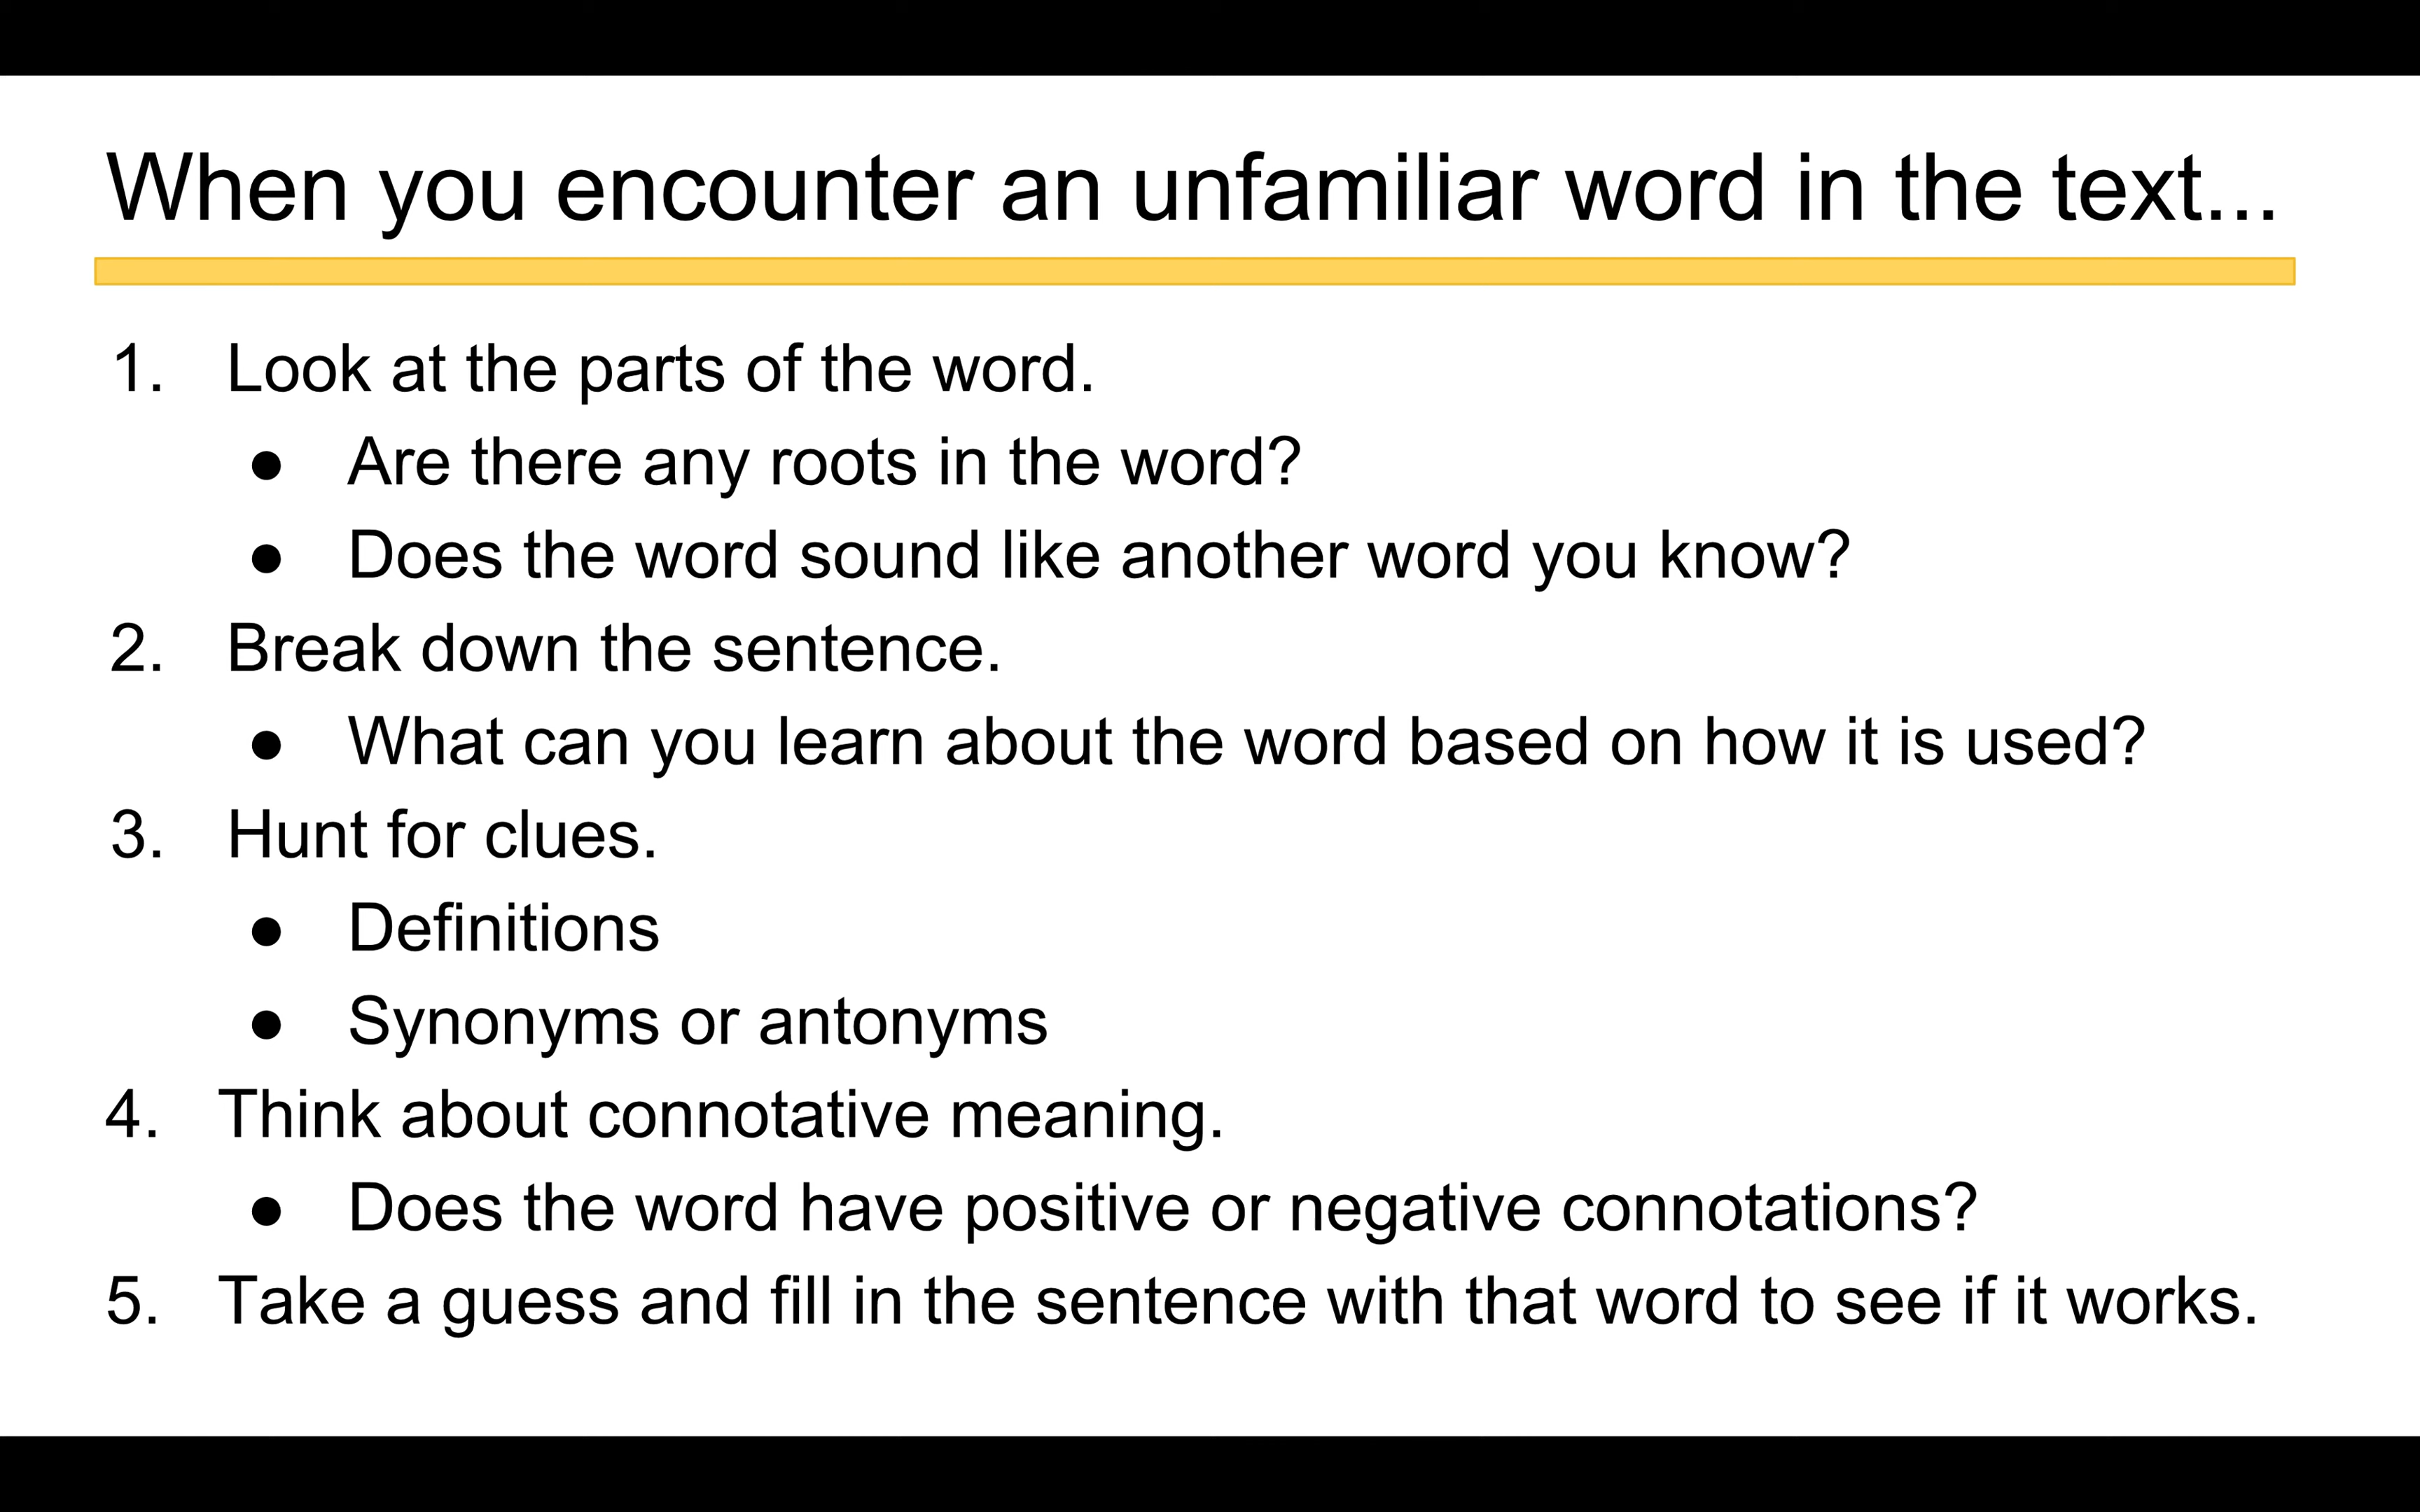 When you encounter an unfamiliar word in the text...
1. Look at the parts of the word.
● Are there any roots in the word?
● Does the word sound like another word you know?
2. Break down the sentence.
● What can you learn about the word based on how it is used?
3. Hunt for clues.
● Definitions
● Synonyms or antonyms
4. Think about connotative meaning.
● Does the word have positive or negative connotations?
5. Take a guess and fill in the sentence with that word to see if it works.